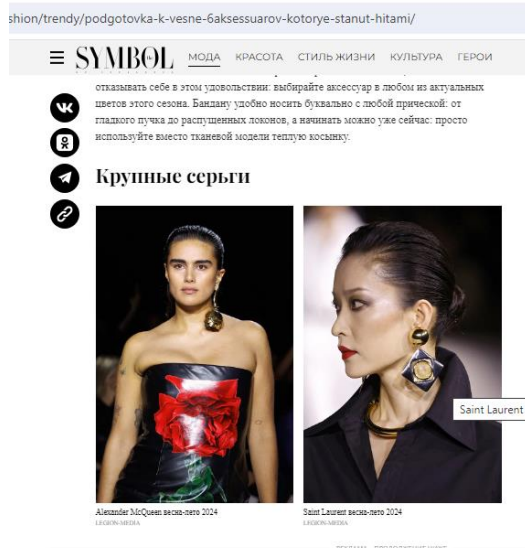 shion/trendy/podgotovka-k-vesne-6aksessuarov-kotorye-stanut-hitami/
SYMBOL МОДА КРАСОТА СТИЛЬ ЖИЗНИ КУЛЬТУРА ГЕРОИ
отказывать себе в этом удовольствии: выбирайте аксессуар в любом из актуальных
цветов этого сезона. Бандану удобно носить буквально с любой прической: от
гладкого пучка до распущенных локонов, а начинать можно уже сейчас: просто
используйте вместо тканевой модели теплую косынку.
Крупные серьги
Saint Laurent
Alexander McQueen весна-лето 2024
Saint Laurent весна-лето 2024
LEGION-MEDIA
LEGION-MEDIA